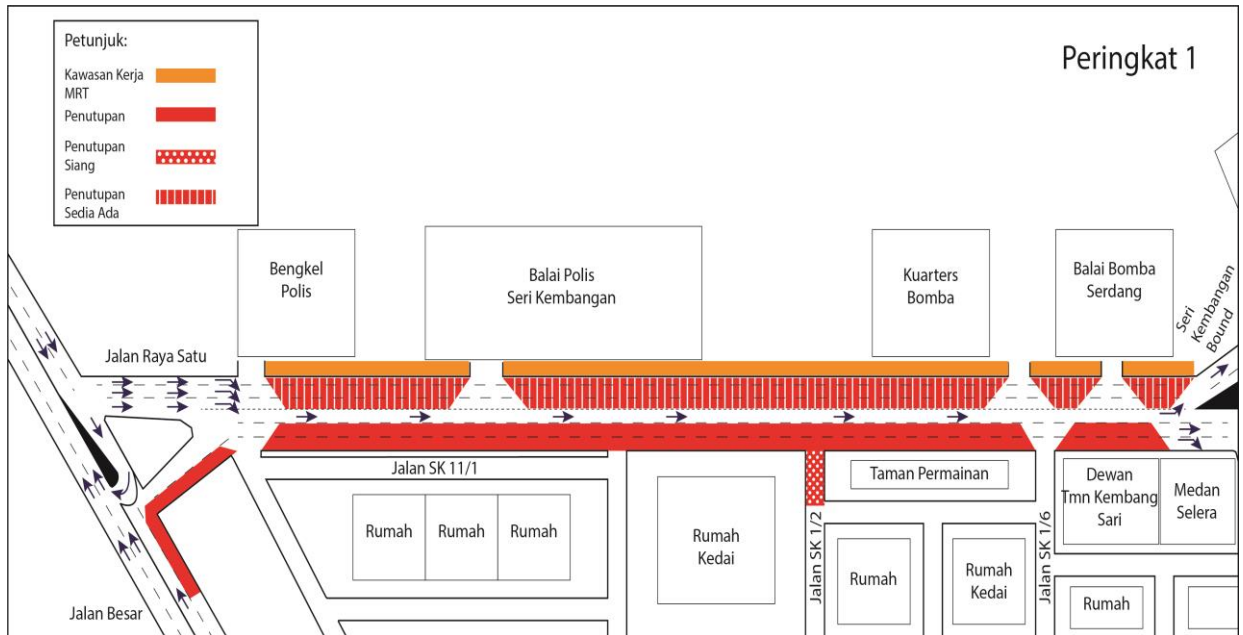 Petunjuk:
Kawasan Kerja
MRT
Penutupan
Penutupan
Siang
Penutupan
Sedia Ada
Peringkat 1
Bengkel
Polis
Balai Polis
Seri Kembangan
Kuarters
Bomba
Balai Bomba
Serdang
Seri
Kembangan
Bound
Jalan Raya Satu
Jalan SK 11/1
Taman Permainan
Dewan
Tmn Kembang
Sari
Medan
Selera
Rumah
Rumah
Rumah
Rumah
Kedai
Jalan SK 1/2
Rumah
Rumah
Kedai
Jalan SK 1/6
Rumah
Jalan Besar